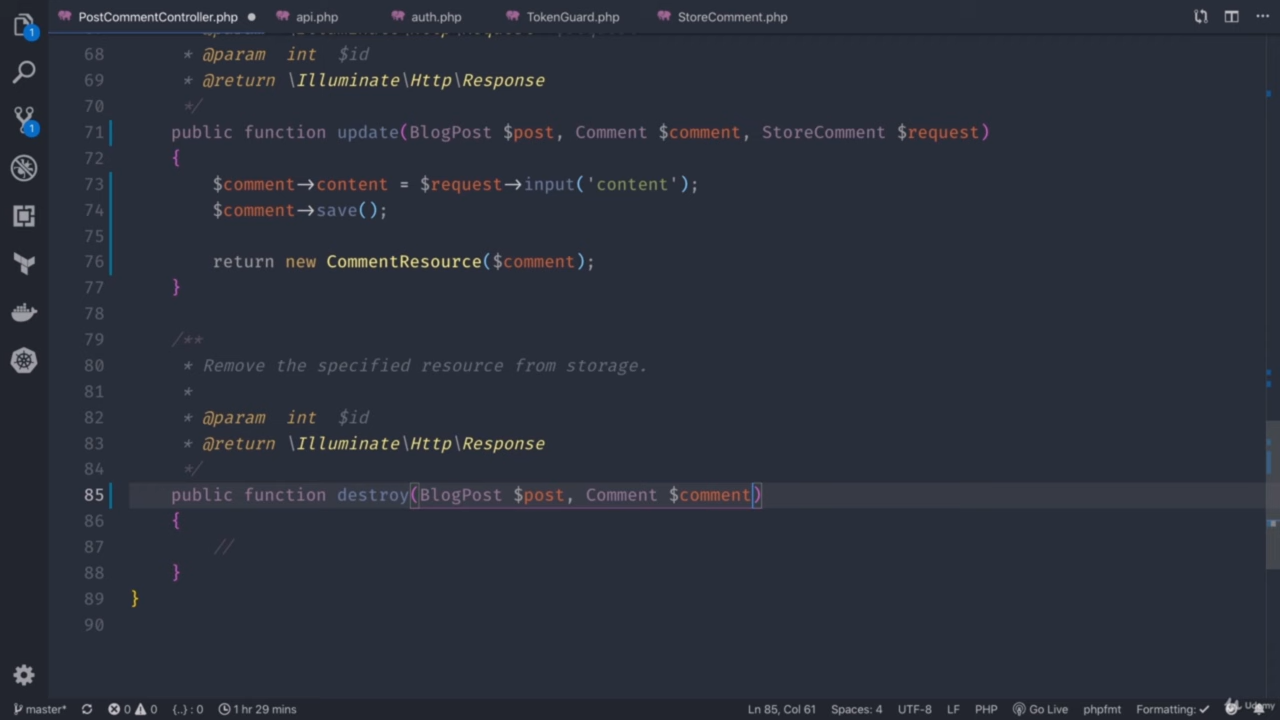 PostCommentController.php api.php auth.php TokenGuard.php StoreComment.php
68 * @param int $id
69 * @return \Illuminate\Http\Response
70 */
71 public function update(BlogPost $post, Comment $comment, StoreComment $request)
72 {
73 $comment->content = $request->input('content');
74 $comment->save();
75
76 return new CommentResource($comment);
77 }
78
79 /**
80 * Remove the specified resource from storage.
81 *
82 * @param int $id
83 * @return \Illuminate\Http\Response
84 */
85 public function destroy(BlogPost $post, Comment $comment)
86 {
87 //
88 }
89 }
90
1
1
master* 0 0 {..} : 0 1 hr 29 mins Ln 85, Col 61 Spaces: 4 UTF-8 LF PHP Go Live phpfmt Formatting: ✓ Udemy